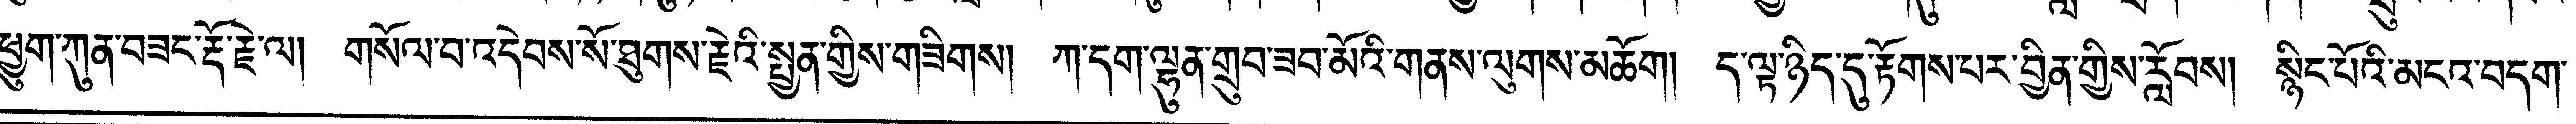 ཕྱུག་ཀུན་བཟང་རྡོ་རྗེ་ལ། གསོལ་བ་འདེབས་སོ་ཐུགས་རྗེའི་སྤྱན་གྱིས་གཟིགས། ཀ་དག་ལྷུན་གྲུབ་ཟབ་མོའི་གནས་ལུགས་མཆོག། ད་ལྟ་ཉིད་དུ་རྟོགས་པར་བྱིན་གྱིས་རློབས། སྙིང་པོའི་མངའ་བདག་